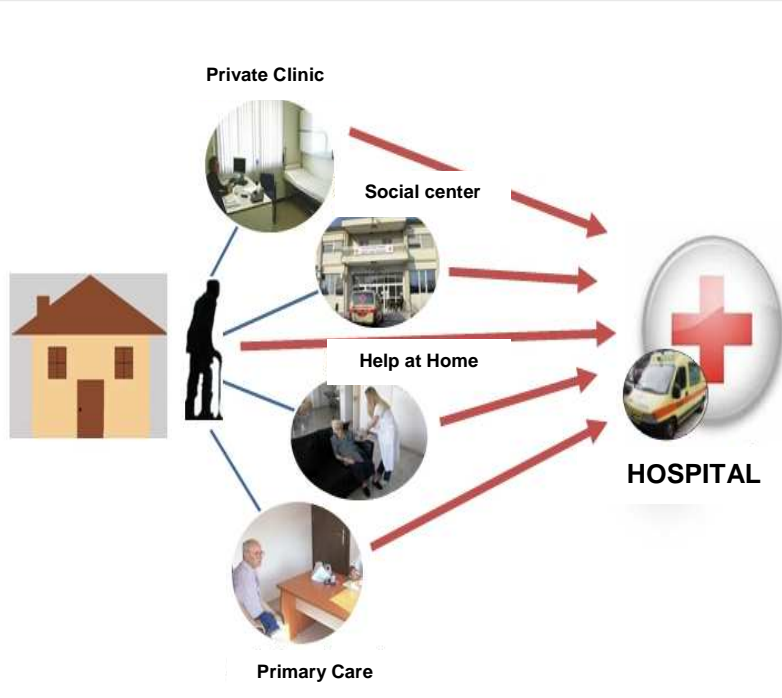 Private Clinic
Social center
Help at Home
HOSPITAL
Primary Care